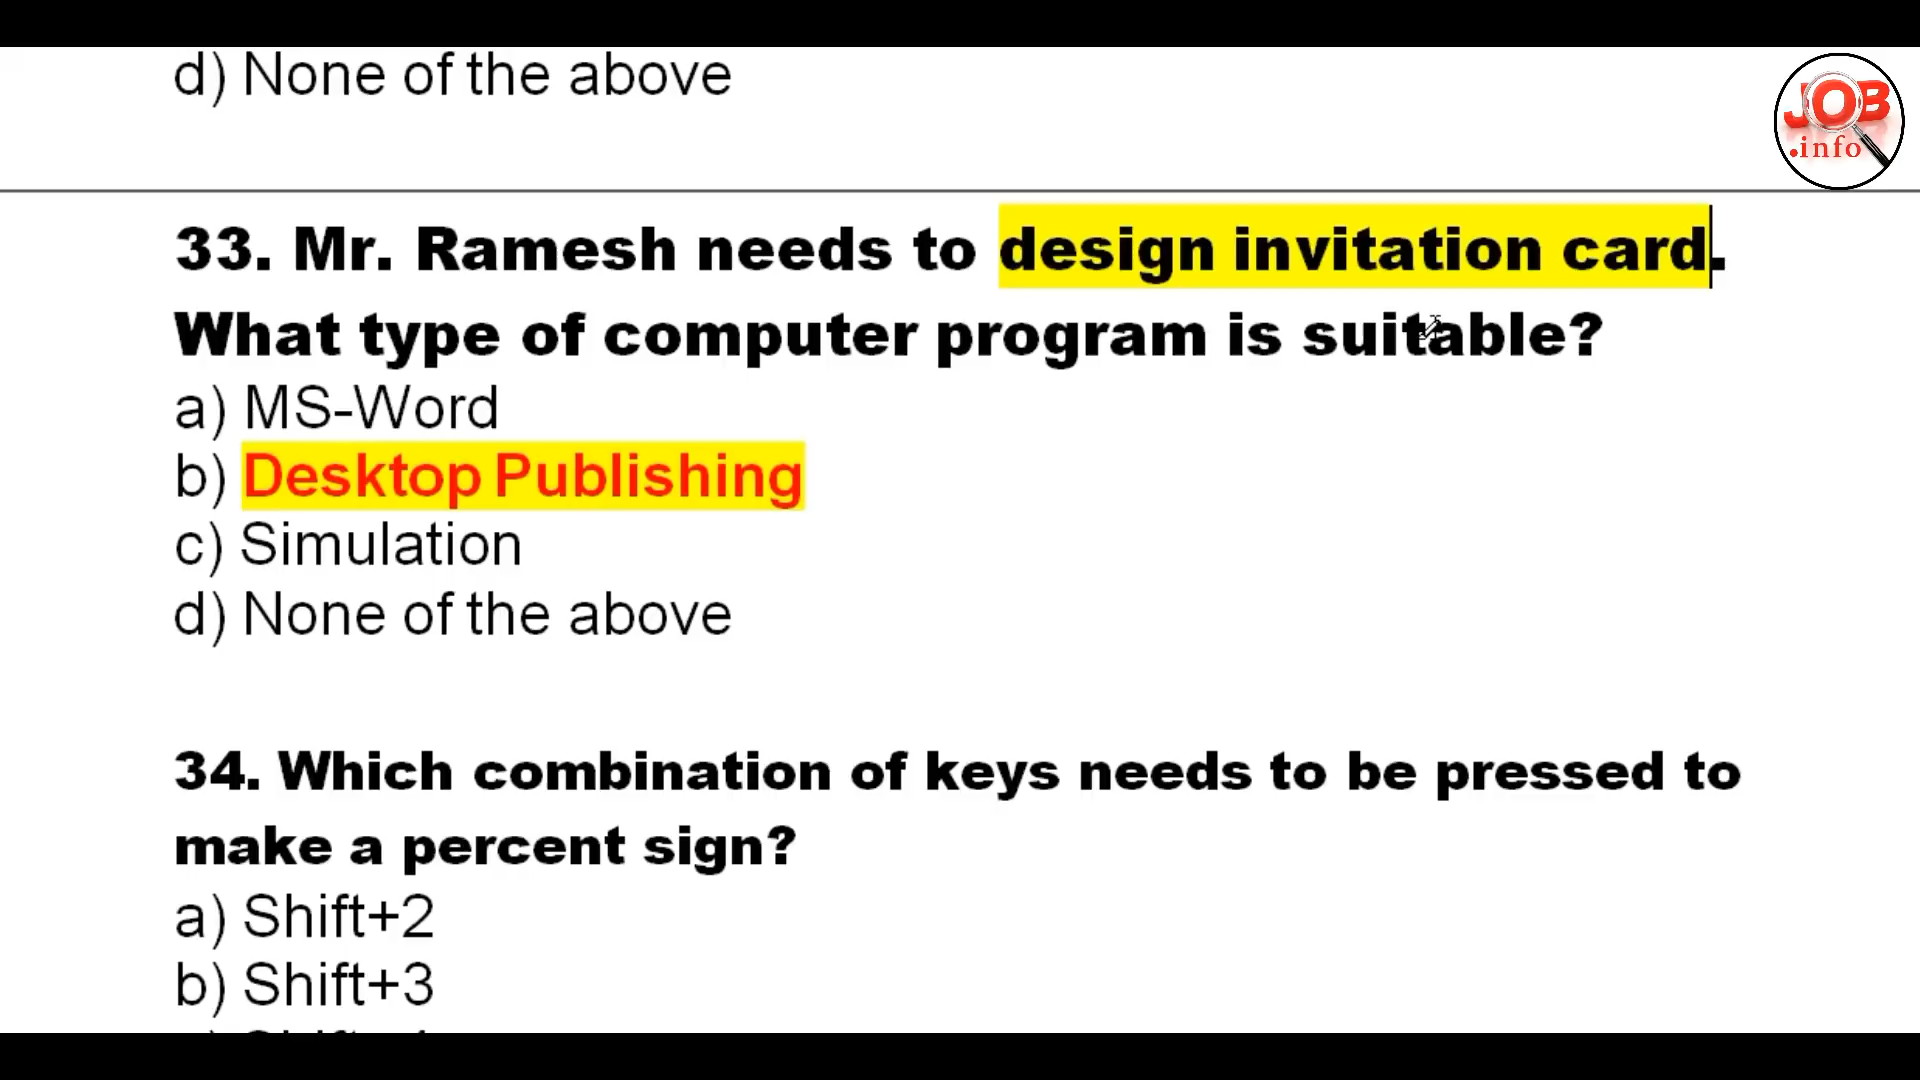 d) None of the above
JOB
.info
33. Mr. Ramesh needs to design invitation card.
What type of computer program is suitable?
a) MS-Word
b) Desktop Publishing
c) Simulation
d) None of the above
34. Which combination of keys needs to be pressed to
make a percent sign?
a) Shift+2
b) Shift+3